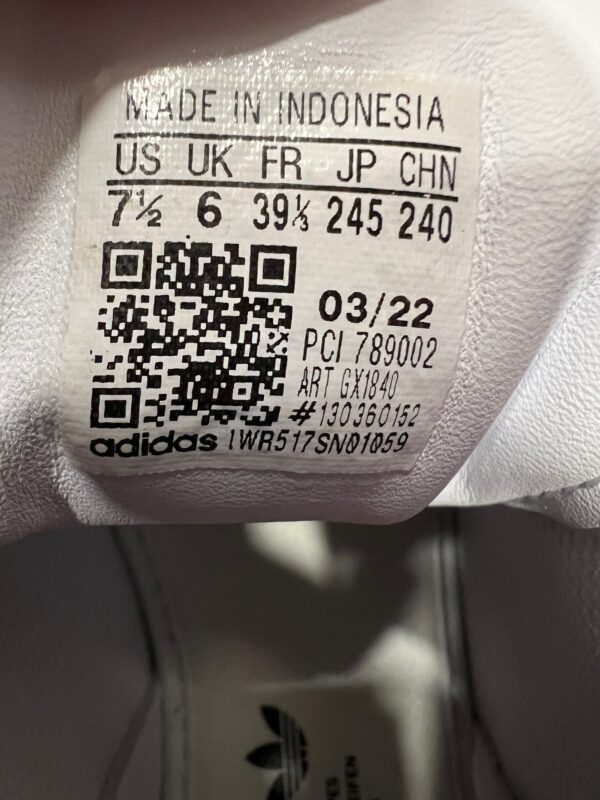 MADE IN INDONESIA
US UK FR JP CHN
7½ 6 39⅓ 245 240
03/22
PCI 789002
ART GX1840
#130360152
adidas IWR517SN01059